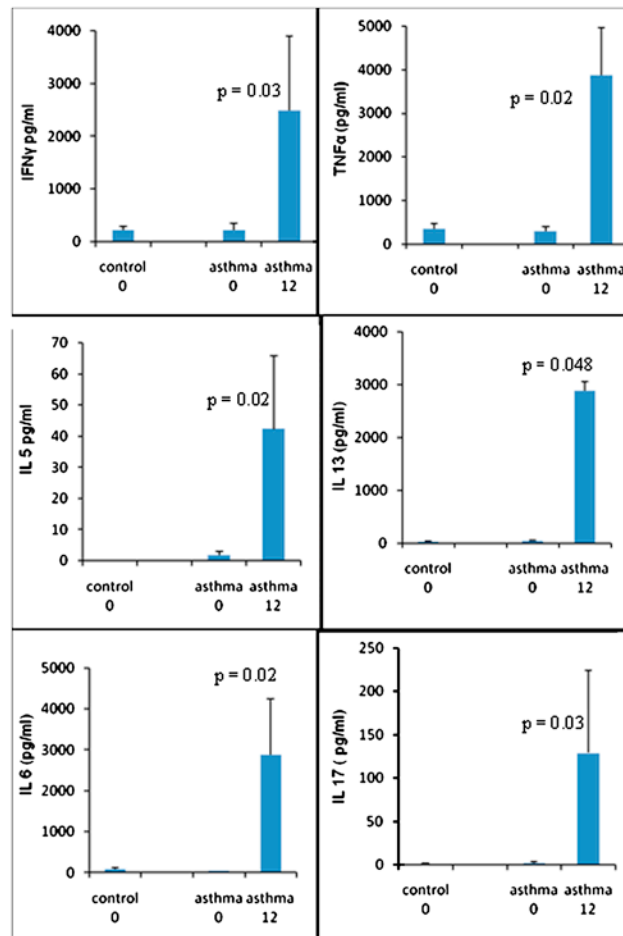 IFNγ pg/ml
4000
3000
2000
1000
0
p = 0.03
control asthma asthma
0 0 12
TNFα (pg/ml)
5000
4000
3000
2000
1000
0
p = 0.02
control asthma asthma
0 0 12
IL 5 pg/ml
70
60
50
40
30
20
10
0
p = 0.02
control asthma asthma
0 0 12
IL 13 (pg/ml)
4000
3000
2000
1000
0
p = 0.048
control asthma asthma
0 0 12
IL 6 (pg/ml)
5000
4000
3000
2000
1000
0
p = 0.02
control asthma asthma
0 0 12
IL 17 ( pg/ml)
250
200
150
100
50
0
p = 0.03
control asthma asthma
0 0 12